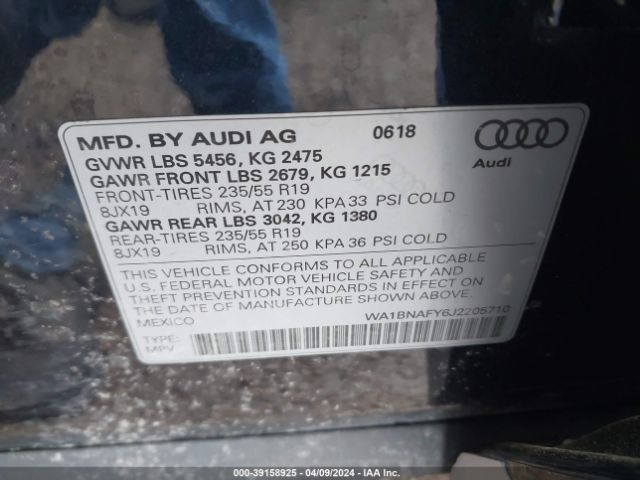 MFD. BY AUDI AG 0618
GVWR LBS 5456, KG 2475
GAWR FRONT LBS 2679, KG 1215
FRONT-TIRES 235/55 R19
8JX19 RIMS, AT 230 KPA 33 PSI COLD
GAWR REAR LBS 3042, KG 1380
REAR-TIRES 235/55 R19
8JX19 RIMS, AT 250 KPA 36 PSI COLD
Audi
THIS VEHICLE CONFORMS TO ALL APPLICABLE
U.S. FEDERAL MOTOR VEHICLE SAFETY AND
THEFT PREVENTION STANDARDS IN EFFECT ON
THE DATE OF MANUFACTURE SHOWN ABOVE.
MEXICO WA1BNAFY6J2205710
TYPE:
MPV
000-39158925 | 04/09/2024 | IAA Inc.